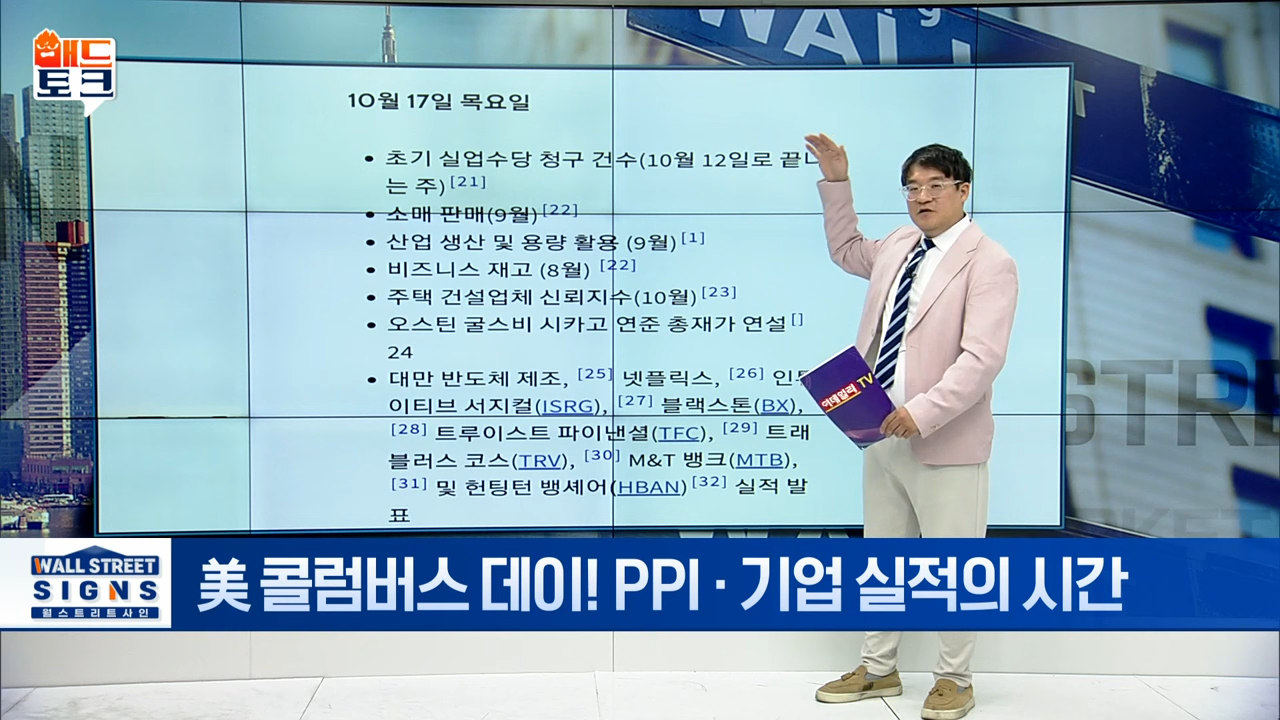 매드
토크
WALL
10월 17일 목요일
• 초기 실업수당 청구 건수(10월 12일로 끝나
는 주)[21]
• 소매 판매(9월)[22]
• 산업 생산 및 용량 활용 (9월)[1]
• 비즈니스 재고 (8월) [22]
• 주택 건설업체 신뢰지수(10월)[23]
• 오스틴 굴스비 시카고 연준 총재가 연설[]
24
• 대만 반도체 제조, [25] 넷플릭스, [26] 인투
이티브 서지컬(ISRG), [27] 블랙스톤(BX),
[28] 트루이스트 파이낸셜(TFC), [29] 트래
블러스 코스(TRV), [30] M&T 뱅크(MTB),
[31] 및 헌팅턴 뱅셰어(HBAN)[32] 실적 발
표
이데일리 TV
STRE
WALL STREET
SIGNS
월스트리트사인
美 콜럼버스 데이! PPI · 기업 실적의 시간